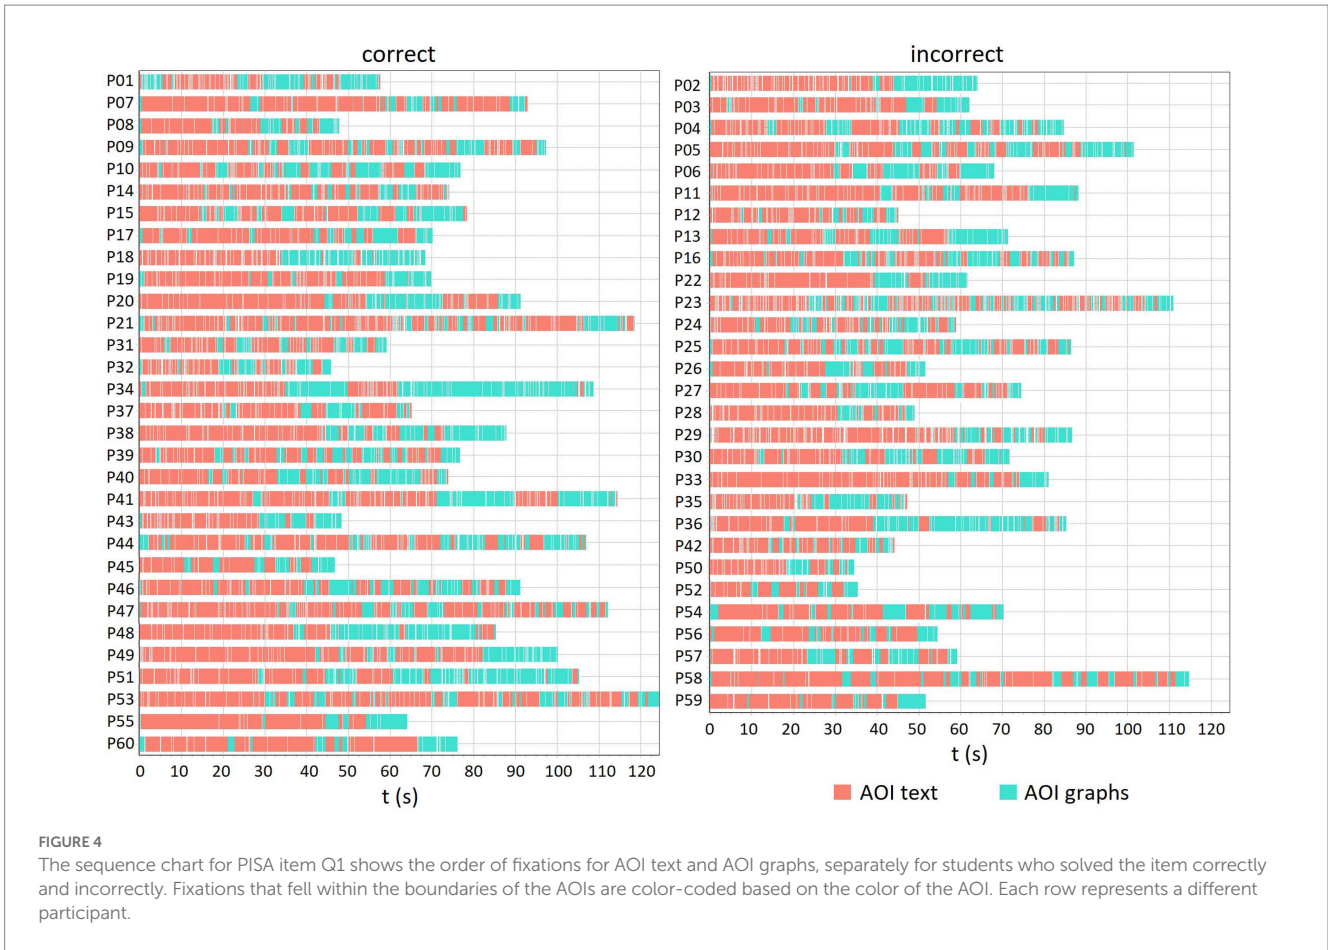 correct
P01
P07
P08
P09
P10
P14
P15
P17
P18
P19
P20
P21
P31
P32
P34
P37
P38
P39
P40
P41
P43
P44
P45
P46
P47
P48
P49
P51
P53
P55
P60
0 10 20 30 40 50 60 70 80 90 100 110 120
t (s)
incorrect
P02
P03
P04
P05
P06
P11
P12
P13
P16
P22
P23
P24
P25
P26
P27
P28
P29
P30
P33
P35
P36
P42
P50
P52
P54
P56
P57
P58
P59
0 10 20 30 40 50 60 70 80 90 100 110 120
t (s)
AOI text AOI graphs
FIGURE 4
The sequence chart for PISA item Q1 shows the order of fixations for AOI text and AOI graphs, separately for students who solved the item correctly
and incorrectly. Fixations that fell within the boundaries of the AOIs are color-coded based on the color of the AOI. Each row represents a different
participant.